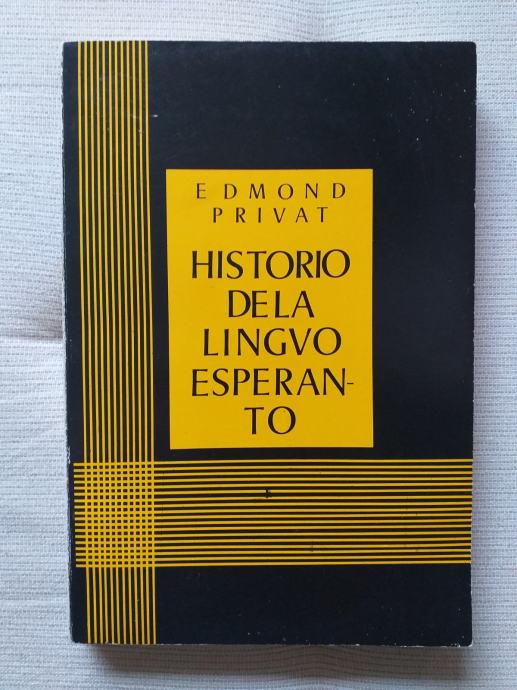 EDMOND
PRIVAT
HISTORIO
DE LA
LINGVO
ESPERAN-
TO